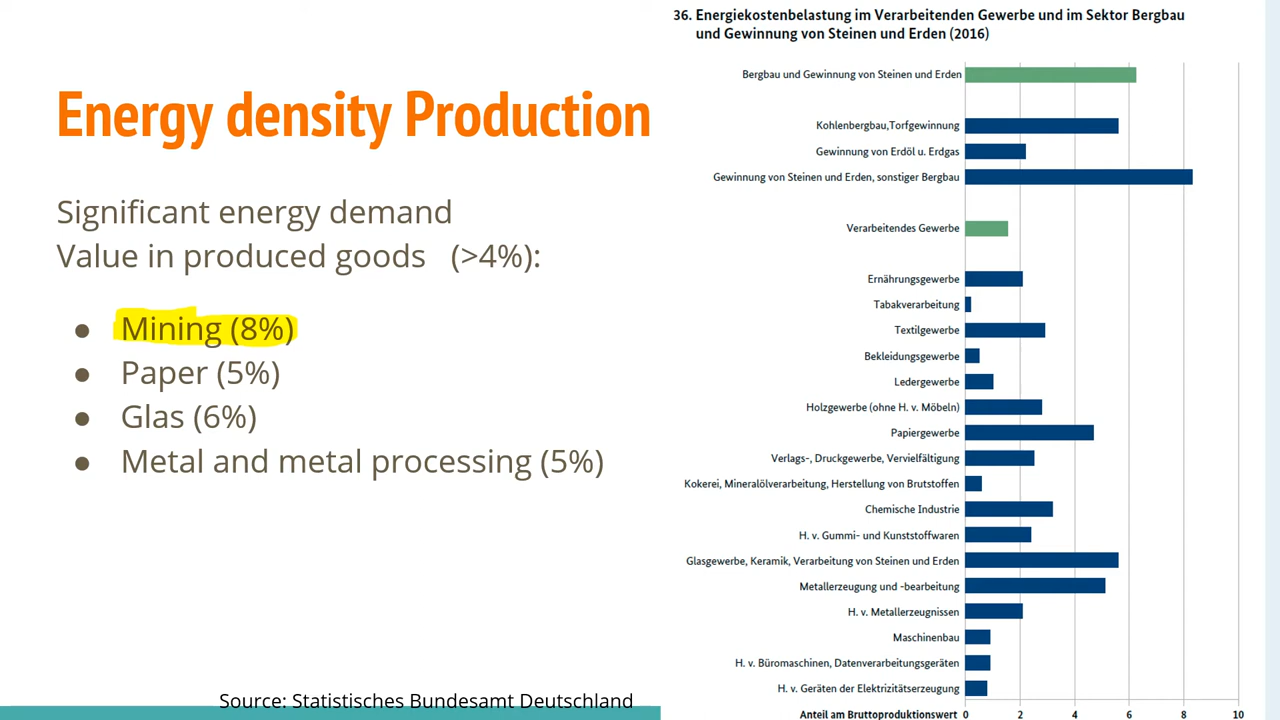 Energy density Production
Significant energy demand
Value in produced goods (>4%):
● Mining (8%)
● Paper (5%)
● Glas (6%)
● Metal and metal processing (5%)
Source: Statistisches Bundesamt Deutschland
36. Energiekostenbelastung im Verarbeitenden Gewerbe und im Sektor Bergbau
und Gewinnung von Steinen und Erden (2016)
Bergbau und Gewinnung von Steinen und Erden
Kohlenbergbau,Torfgewinnung
Gewinnung von Erdöl u. Erdgas
Gewinnung von Steinen und Erden, sonstiger Bergbau
Verarbeitendes Gewerbe
Ernährungsgewerbe
Tabakverarbeitung
Textilgewerbe
Bekleidungsgewerbe
Ledergewerbe
Holzgewerbe (ohne H. v. Möbeln)
Papiergewerbe
Verlags-, Druckgewerbe, Vervielfältigung
Kokerei, Mineralölverarbeitung, Herstellung von Brutstoffen
Chemische Industrie
H. v. Gummi- und Kunststoffwaren
Glasgewerbe, Keramik, Verarbeitung von Steinen und Erden
Metallerzeugung und -bearbeitung
H. v. Metallerzeugnissen
Maschinenbau
H. v. Büromaschinen, Datenverarbeitungsgeräten
H. v. Geräten der Elektrizitätserzeugung
Anteil am Bruttoproduktionswert 0 2 4 6 8 10